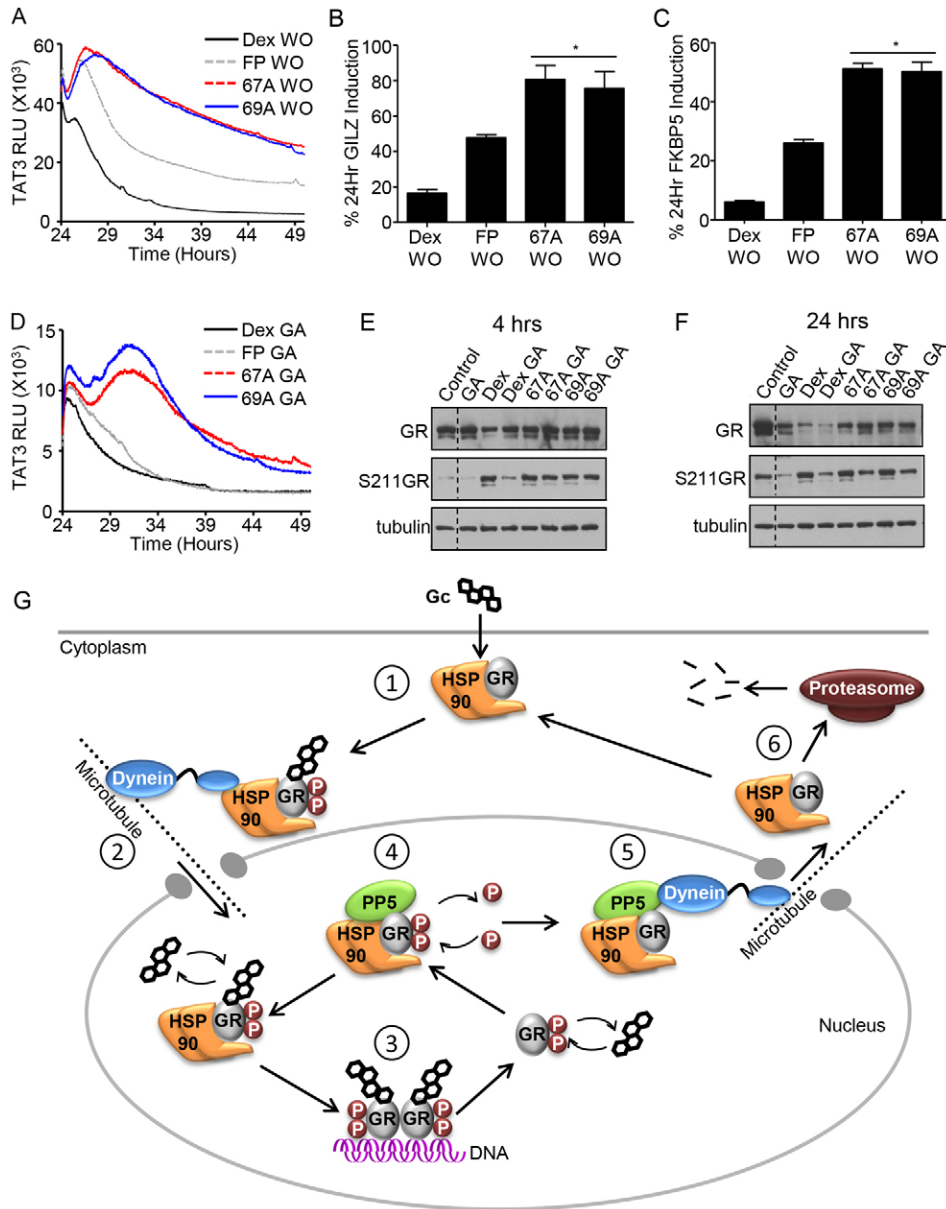 A
TAT3 RLU (X10³)
60
40
20
0
24 29 34 39 44 49
Time (Hours)
Dex WO
FP WO
67A WO
69A WO
B
% 24Hr GILZ Induction
100
80
60
40
20
0
*
Dex WO
FP WO
67A WO
69A WO
C
% 24Hr FKBP5 Induction
60
40
20
0
*
Dex WO
FP WO
67A WO
69A WO
D
TAT3 RLU (X10³)
15
10
5
0
24 29 34 39 44 49
Time (Hours)
Dex GA
FP GA
67A GA
69A GA
E
4 hrs
Control
GA
Dex
Dex GA
67A
67A GA
69A
69A GA
GR
S211GR
tubulin
F
24 hrs
Control
GA
Dex
Dex GA
67A
67A GA
69A
69A GA
GR
S211GR
tubulin
G
Gc
Cytoplasm
1
HSP 90 GR
Proteasome
6
HSP 90 GR
Dynein
Microtubule
HSP 90 GR P P
2
4
PP5
HSP 90 GR P P
P
P
5
PP5 Dynein
HSP 90 GR
Microtubule
HSP 90 GR P P
GR P P
Nucleus
3
P P GR GR P P
DNA